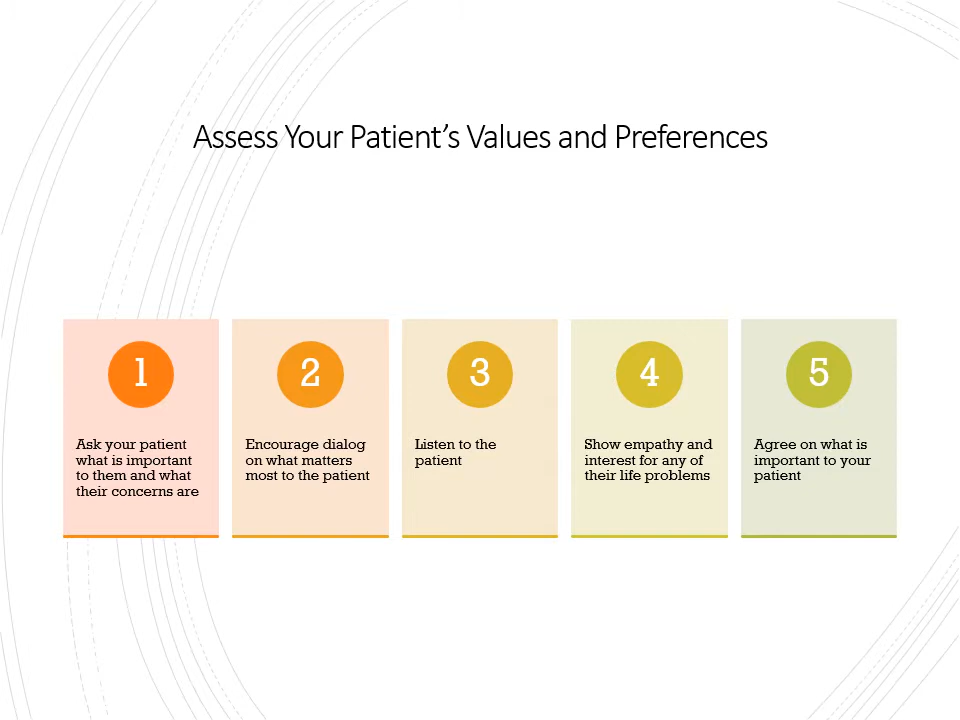 Assess Your Patient’s Values and Preferences
1
Ask your patient
what is important
to them and what
their concerns are
2
Encourage dialog
on what matters
most to the patient
3
Listen to the
patient
4
Show empathy and
interest for any of
their life problems
5
Agree on what is
important to your
patient